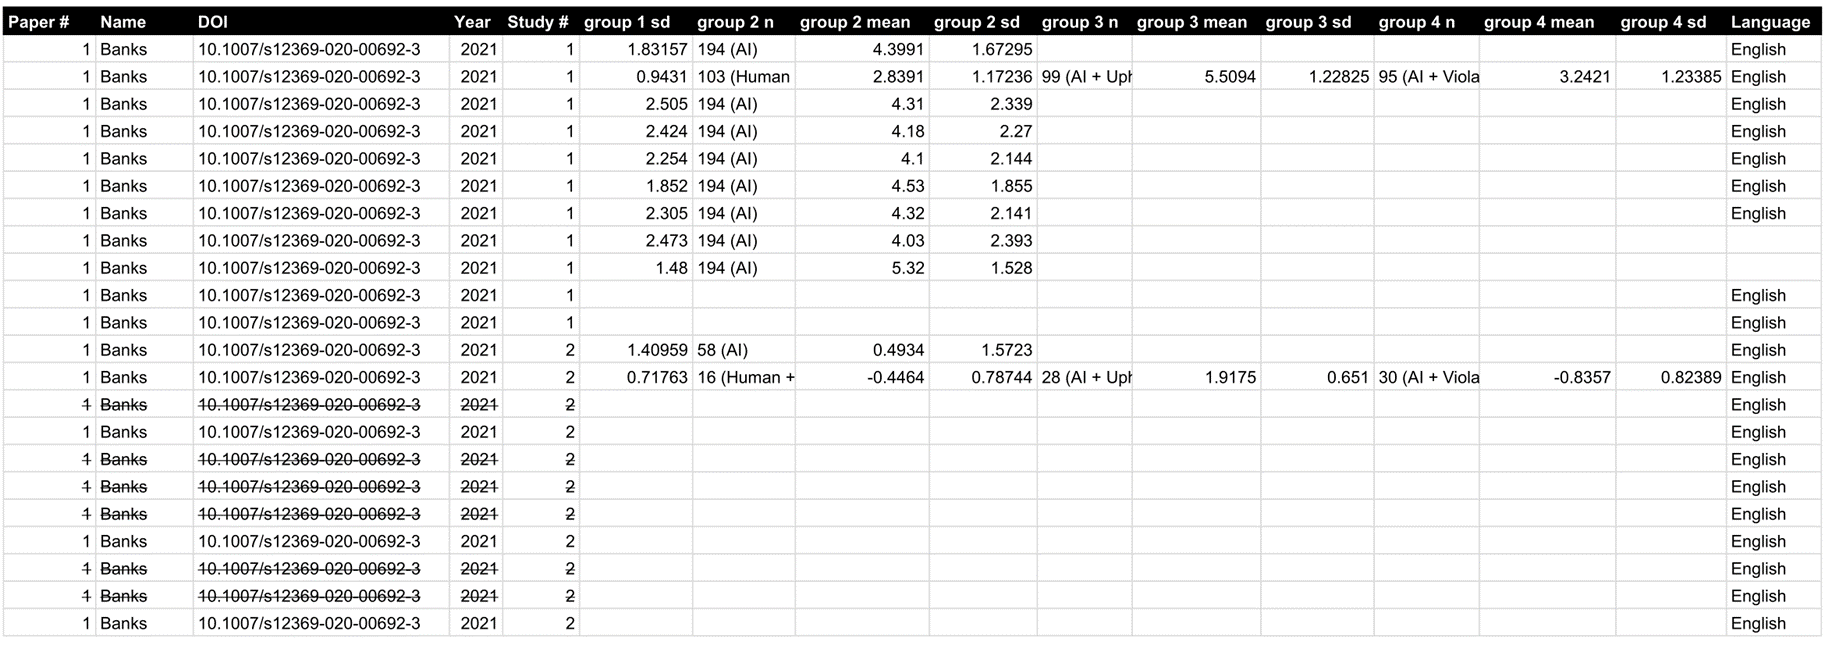 Paper # Name DOI Year Study # group 1 sd group 2 n group 2 mean group 2 sd group 3 n group 3 mean group 3 sd group 4 n group 4 mean group 4 sd Language
1 Banks 10.1007/s12369-020-00692-3 2021 1 1.83157 194 (AI) 4.3991 1.67295 English
1 Banks 10.1007/s12369-020-00692-3 2021 1 0.9431 103 (Human 2.8391 1.17236 99 (AI + Uph 5.5094 1.22825 95 (AI + Viola 3.2421 1.23385 English
1 Banks 10.1007/s12369-020-00692-3 2021 1 2.505 194 (AI) 4.31 2.339 English
1 Banks 10.1007/s12369-020-00692-3 2021 1 2.424 194 (AI) 4.18 2.27 English
1 Banks 10.1007/s12369-020-00692-3 2021 1 2.254 194 (AI) 4.1 2.144 English
1 Banks 10.1007/s12369-020-00692-3 2021 1 1.852 194 (AI) 4.53 1.855 English
1 Banks 10.1007/s12369-020-00692-3 2021 1 2.305 194 (AI) 4.32 2.141 English
1 Banks 10.1007/s12369-020-00692-3 2021 1 2.473 194 (AI) 4.03 2.393
1 Banks 10.1007/s12369-020-00692-3 2021 1 1.48 194 (AI) 5.32 1.528
1 Banks 10.1007/s12369-020-00692-3 2021 1 English
1 Banks 10.1007/s12369-020-00692-3 2021 1 English
1 Banks 10.1007/s12369-020-00692-3 2021 2 1.40959 58 (AI) 0.4934 1.5723 English
1 Banks 10.1007/s12369-020-00692-3 2021 2 0.71763 16 (Human + -0.4464 0.78744 28 (AI + Uph 1.9175 0.651 30 (AI + Viola -0.8357 0.82389 English
1 Banks 10.1007/s12369-020-00692-3 2021 2 English
1 Banks 10.1007/s12369-020-00692-3 2021 2 English
1 Banks 10.1007/s12369-020-00692-3 2021 2 English
1 Banks 10.1007/s12369-020-00692-3 2021 2 English
1 Banks 10.1007/s12369-020-00692-3 2021 2 English
1 Banks 10.1007/s12369-020-00692-3 2021 2 English
1 Banks 10.1007/s12369-020-00692-3 2021 2 English
1 Banks 10.1007/s12369-020-00692-3 2021 2 English
1 Banks 10.1007/s12369-020-00692-3 2021 2 English